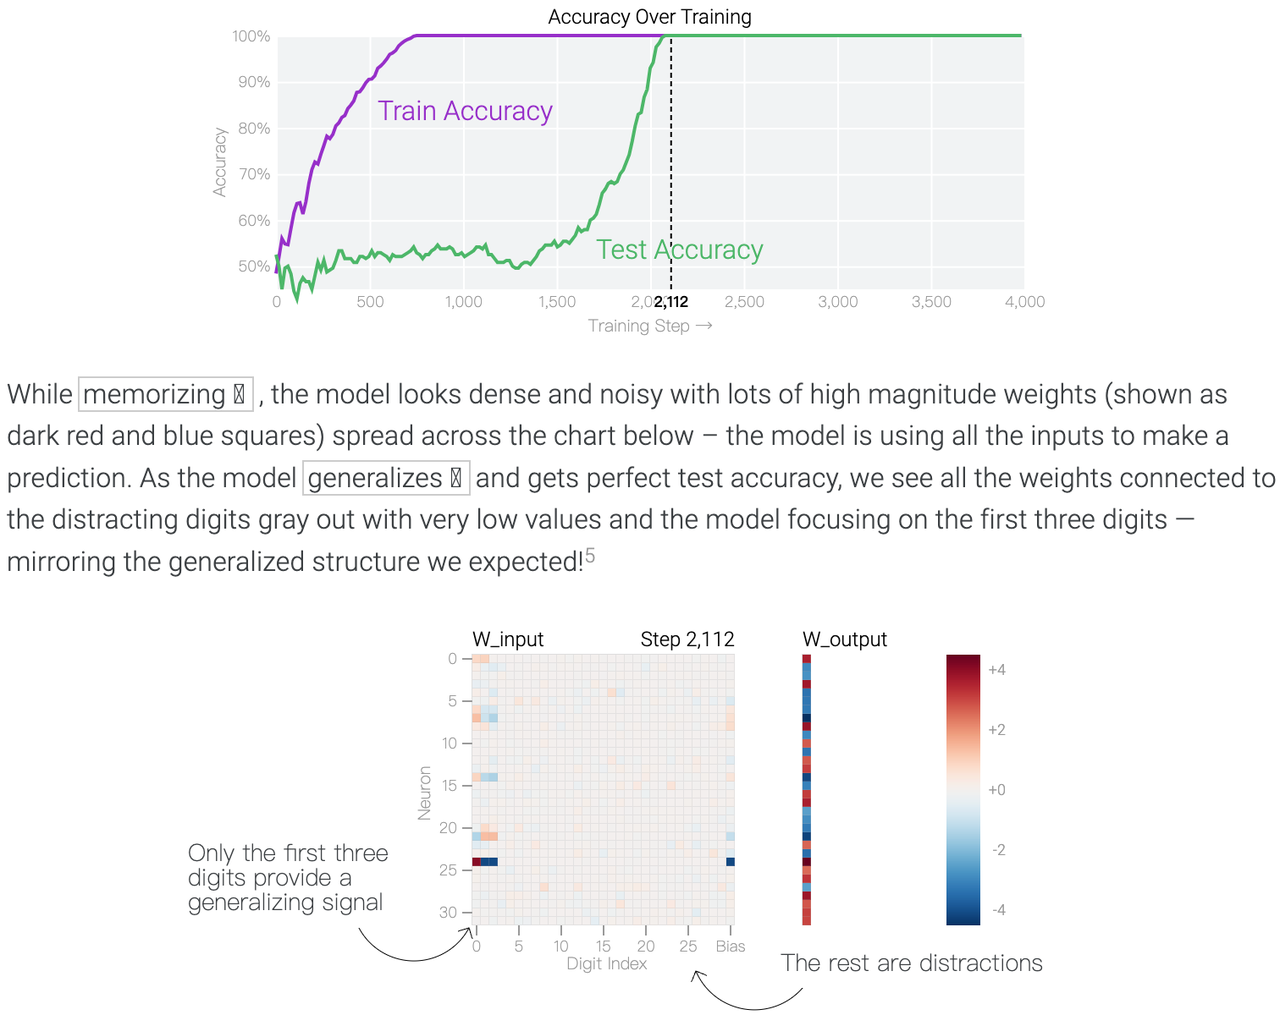 Accuracy Over Training
100%
90%
80%
70%
60%
50%
Accuracy
Train Accuracy
Test Accuracy
0 500 1,000 1,500 2,0 2,112 2,500 3,000 3,500 4,000
Training Step →
While memorizing , the model looks dense and noisy with lots of high magnitude weights (shown as
dark red and blue squares) spread across the chart below – the model is using all the inputs to make a
prediction. As the model generalizes and gets perfect test accuracy, we see all the weights connected to
the distracting digits gray out with very low values and the model focusing on the first three digits —
mirroring the generalized structure we expected!5
W_input Step 2,112 W_output
0
5
10
15
20
25
30
Neuron
0 5 10 15 20 25 Bias
Digit Index
+4
+2
+0
-2
-4
Only the first three
digits provide a
generalizing signal
The rest are distractions